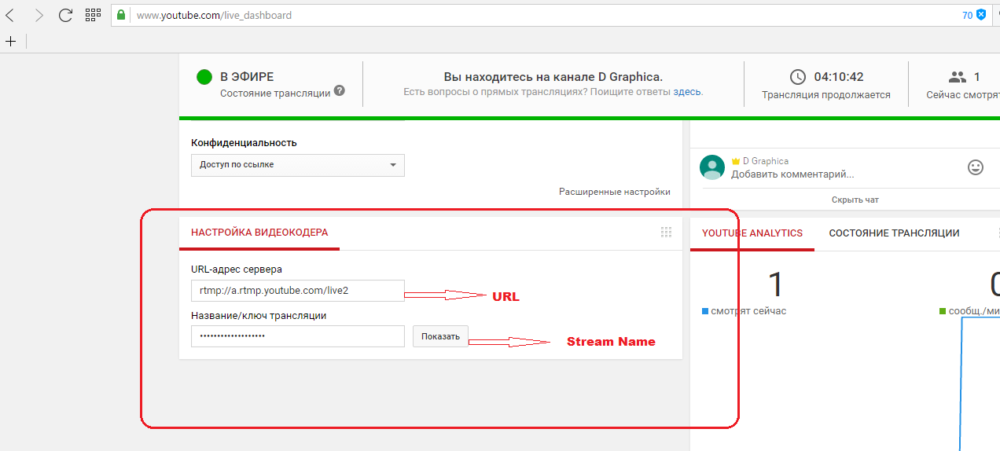 www.youtube.com/live_dashboard
70
В ЭФИРЕ
Состояние трансляции ?
Вы находитесь на канале D Graphica.
Есть вопросы о прямых трансляциях? Поищите ответы здесь.
04:10:42
Трансляция продолжается
1
Сейчас смотрят
Конфиденциальность
Доступ по ссылке
Расширенные настройки
D Graphica
Добавить комментарий...
Скрыть чат
НАСТРОЙКА ВИДЕОКОДЕРА
URL-адрес сервера
rtmp://a.rtmp.youtube.com/live2
URL
Название/ключ трансляции
•••••••••••••••••••
Показать
Stream Name
YOUTUBE ANALYTICS
СОСТОЯНИЕ ТРАНСЛЯЦИИ
1
смотрят сейчас
0
сообщ./ми